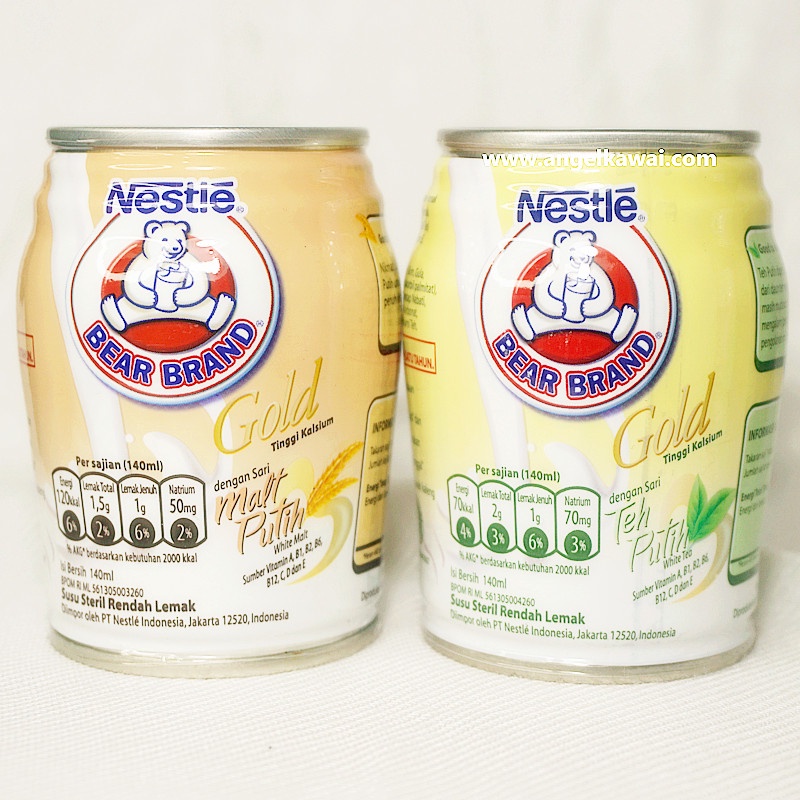 www.angelkawai.com
Nestlé
BEAR BRAND
Gold
Tinggi Kalsium
Per sajian (140ml)
Energi 120kkal 6%
Lemak Total 1,5g 2%
Lemak Jenuh 1g 6%
Natrium 50mg 2%
% AKG* berdasarkan kebutuhan 2000 kkal
dengan Sari
Malt
Putih
White Malt
Sumber Vitamin A, B1, B2, B6,
B12, C, D dan E
Isi Bersih 140ml
BPOM RI ML 561305003260
Susu Steril Rendah Lemak
Diimpor oleh PT Nestlé Indonesia, Jakarta 12520, Indonesia
Nestlé
BEAR BRAND
Gold
Tinggi Kalsium
Per sajian (140ml)
Energi 70kkal 4%
Lemak Total 2g 3%
Lemak Jenuh 1g 6%
Natrium 70mg 3%
% AKG* berdasarkan kebutuhan 2000 kkal
dengan Sari
Teh
Putih
White Tea
Sumber Vitamin A, B1, B2, B6,
B12, C, D dan E
Isi Bersih 140ml
BPOM RI ML 561305004260
Susu Steril Rendah Lemak
Diimpor oleh PT Nestlé Indonesia, Jakarta 12520, Indonesia